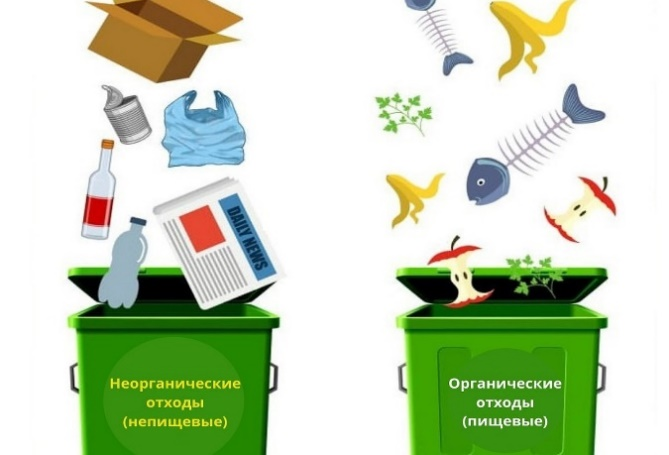 DAILY NEWS
Неорганические
отходы
(непищевые)
Органические
отходы
(пищевые)